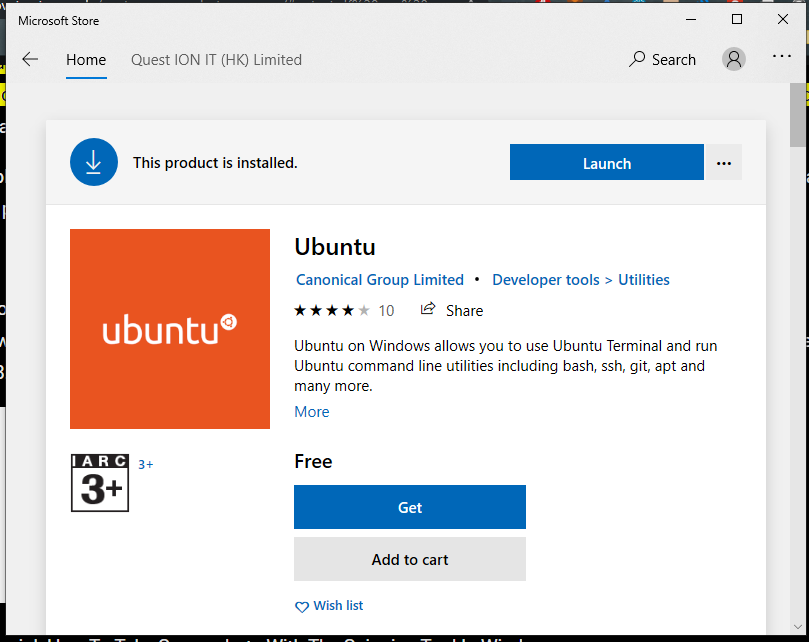 Microsoft Store
Home
Quest ION IT (HK) Limited
Search
This product is installed.
Launch
ubuntu
Ubuntu
Canonical Group Limited • Developer tools > Utilities
10
Share
Ubuntu on Windows allows you to use Ubuntu Terminal and run
Ubuntu command line utilities including bash, ssh, git, apt and
many more.
More
IARC
3+
3+
Free
Get
Add to cart
Wish list